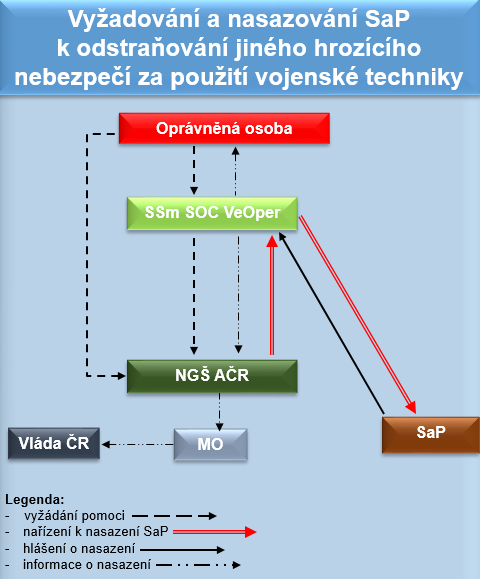 Vyžadování a nasazování SaP
k odstraňování jiného hrozícího
nebezpečí za použití vojenské techniky
Oprávněná osoba
SSm SOC VeOper
NGŠ AČR
SaP
Vláda ČR
MO
Legenda:
- vyžádání pomoci
- nařízení k nasazení SaP
- hlášení o nasazení
- informace o nasazení